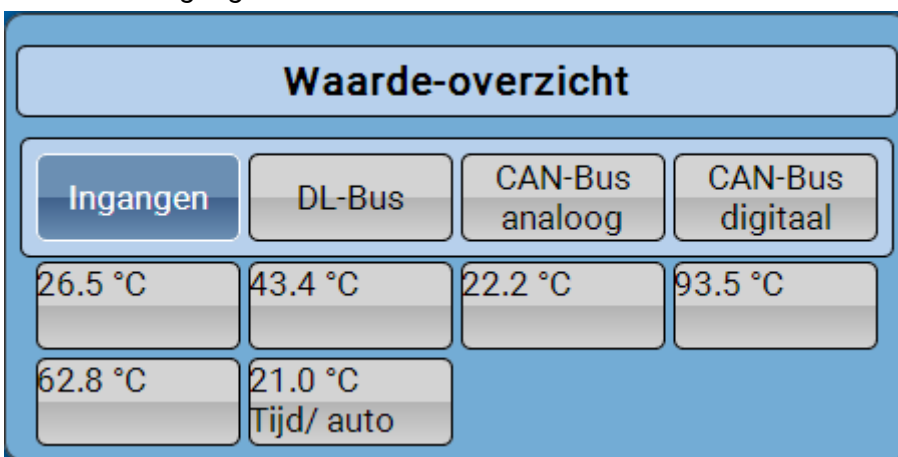 Waarde-overzicht
Ingangen
DL-Bus
CAN-Bus
analoog
CAN-Bus
digitaal
26.5 °C
43.4 °C
22.2 °C
93.5 °C
62.8 °C
21.0 °C
Tijd/ auto